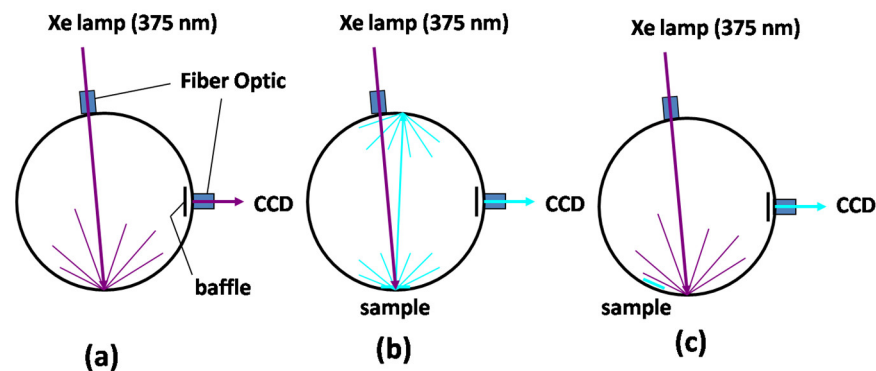 Xe lamp (375 nm)
Fiber Optic
CCD
baffle
(a)
Xe lamp (375 nm)
CCD
sample
(b)
Xe lamp (375 nm)
CCD
sample
(c)